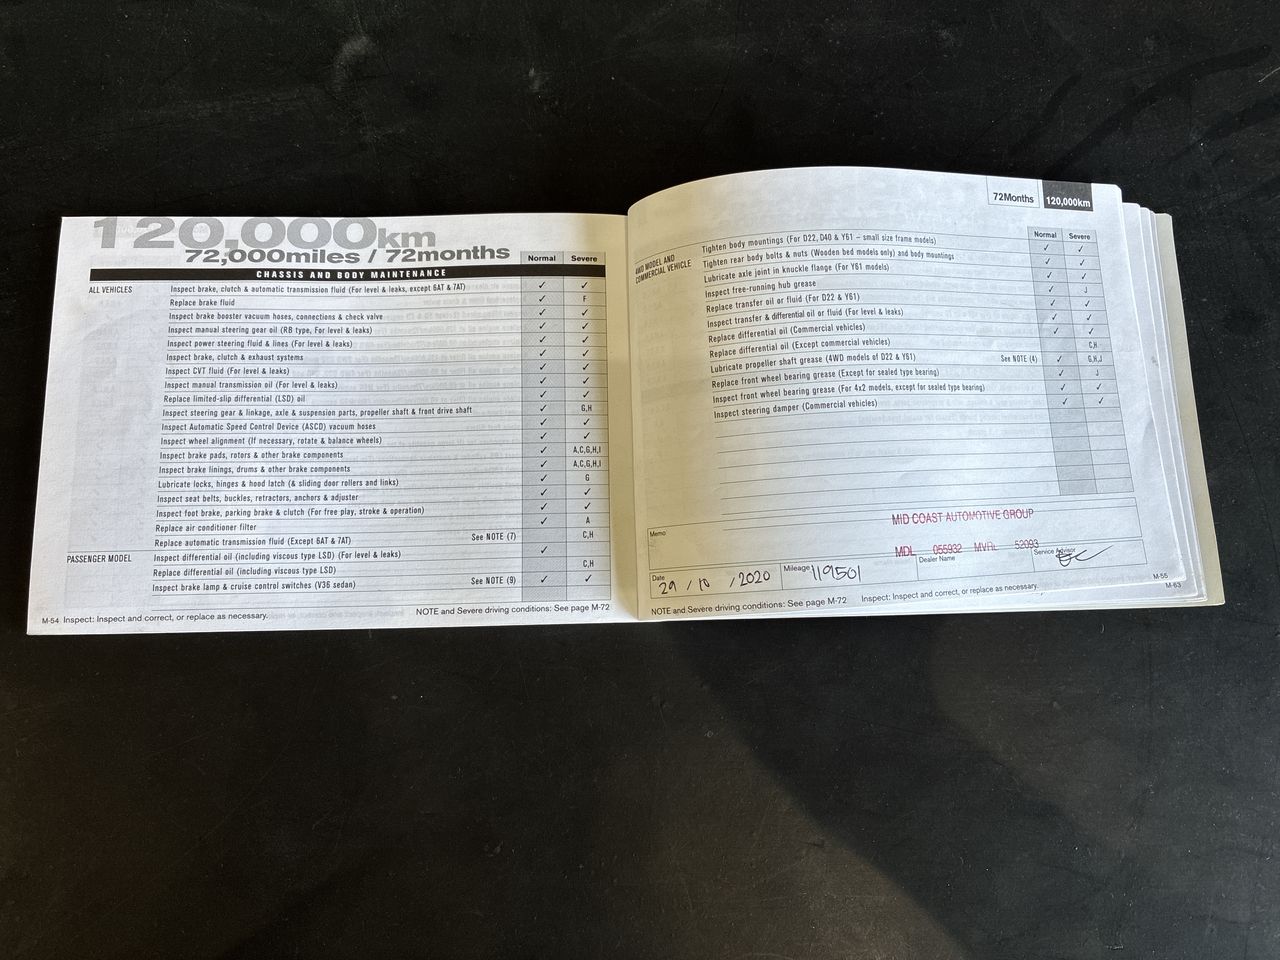 120,000km
72,000miles / 72months
Normal Severe
CHASSIS AND BODY MAINTENANCE
ALL VEHICLES Inspect brake, clutch & automatic transmission fluid (For level & leaks, except 6AT & 7AT) ✓ ✓
Replace brake fluid ✓ F
Inspect brake booster vacuum hoses, connections & check valve ✓ ✓
Inspect manual steering gear oil (RB type, For level & leaks) ✓ ✓
Inspect power steering fluid & lines (For level & leaks) ✓ ✓
Inspect brake, clutch & exhaust systems ✓ ✓
Inspect CVT fluid (For level & leaks) ✓ ✓
Inspect manual transmission oil (For level & leaks) ✓ ✓
Replace limited-slip differential (LSD) oil ✓ ✓
Inspect steering gear & linkage, axle & suspension parts, propeller shaft & front drive shaft ✓ G,H
Inspect Automatic Speed Control Device (ASCD) vacuum hoses ✓ ✓
Inspect wheel alignment (If necessary, rotate & balance wheels) ✓ ✓
Inspect brake pads, rotors & other brake components ✓ A,C,G,H,I
Inspect brake linings, drums & other brake components ✓ A,C,G,H,I
Lubricate locks, hinges & hood latch (& sliding door rollers and links) ✓ G
Inspect seat belts, buckles, retractors, anchors & adjuster ✓ ✓
Inspect foot brake, parking brake & clutch (For free play, stroke & operation) ✓ ✓
Replace air conditioner filter ✓ A
Replace automatic transmission fluid (Except 6AT & 7AT) See NOTE (7) C,H
PASSENGER MODEL Inspect differential oil (including viscous type LSD) (For level & leaks) ✓
Replace differential oil (including viscous type LSD) C,H
Inspect brake lamp & cruise control switches (V36 sedan) See NOTE (9) ✓ ✓
NOTE and Severe driving conditions: See page M-72
M-54 Inspect: Inspect and correct, or replace as necessary.
72Months 120,000km
Normal Severe
4WD MODEL AND COMMERCIAL VEHICLE Tighten body mountings (For D22, D40 & Y61 – small size frame models) ✓ ✓
Tighten rear body bolts & nuts (Wooden bed models only) and body mountings ✓ ✓
Lubricate axle joint in knuckle flange (For Y61 models) ✓ ✓
Inspect free-running hub grease ✓ J
Replace transfer oil or fluid (For D22 & Y61) ✓ ✓
Inspect transfer & differential oil or fluid (For level & leaks) ✓ ✓
Replace differential oil (Commercial vehicles) ✓ ✓
Replace differential oil (Except commercial vehicles) C,H
Lubricate propeller shaft grease (4WD models of D22 & Y61) See NOTE (4) ✓ G,H,J
Replace front wheel bearing grease (Except for sealed type bearing) ✓ J
Inspect front wheel bearing grease (For 4x2 models, except for sealed type bearing) ✓ ✓
Inspect steering damper (Commercial vehicles) ✓ ✓
Memo
MID COAST AUTOMOTIVE GROUP
MDL 055932 MVRL 52093
Dealer Name
Service Advisor
Date 29 / 10 / 2020
Mileage 119501
M-55
NOTE and Severe driving conditions: See page M-72 Inspect: Inspect and correct, or replace as necessary.
M-63